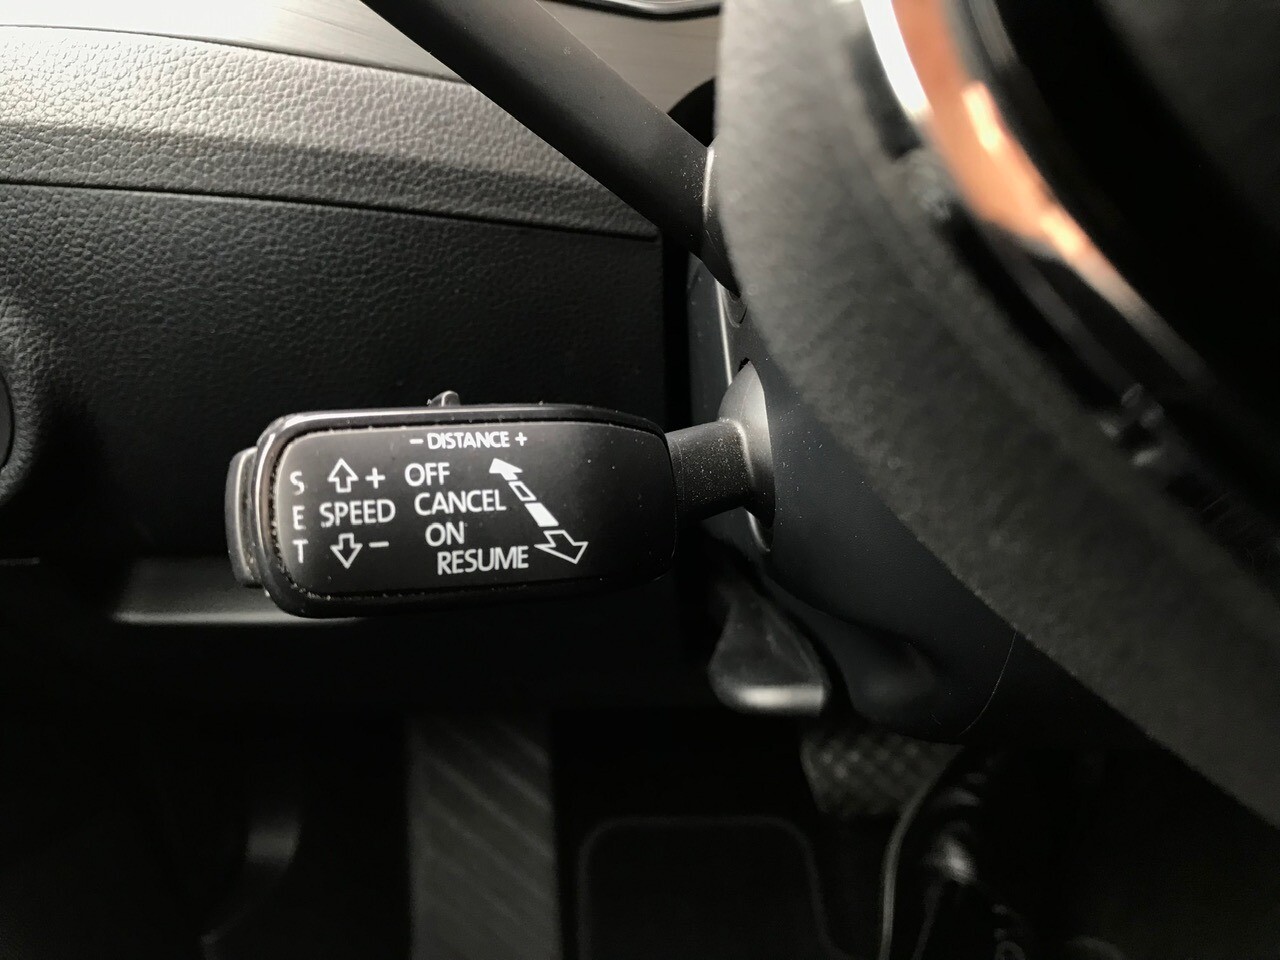 - DISTANCE +
S + OFF
E SPEED CANCEL
T - ON
RESUME